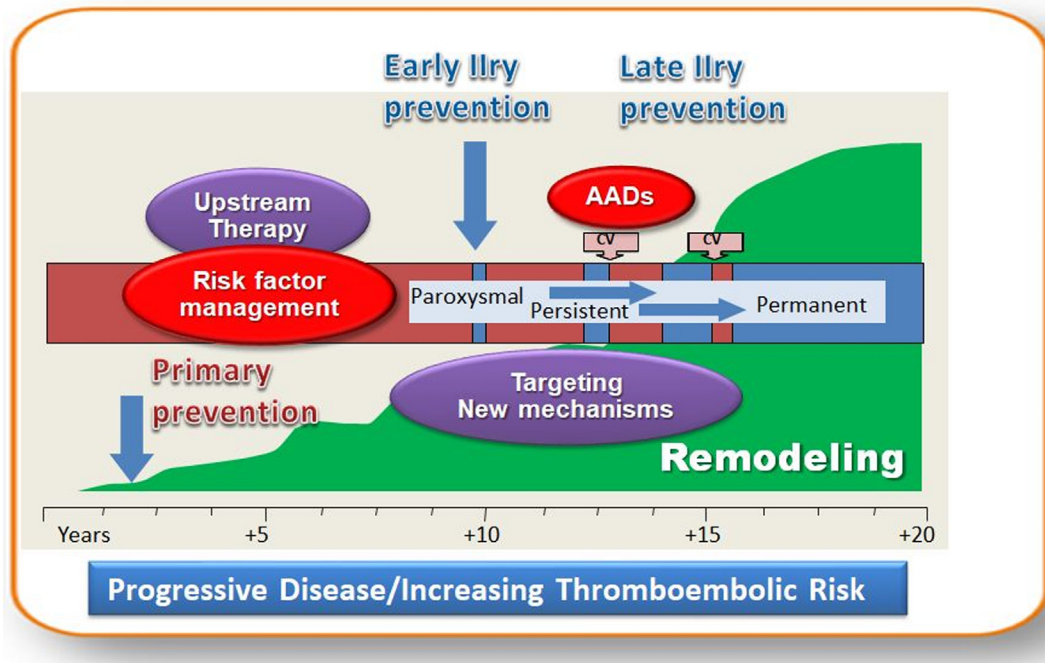 Early IIry
prevention
Late IIry
prevention
Upstream
Therapy
AADs
CV
CV
Risk factor
management
Paroxysmal
Persistent
Permanent
Primary
prevention
Targeting
New mechanisms
Remodeling
Years +5 +10 +15 +20
Progressive Disease/Increasing Thromboembolic Risk